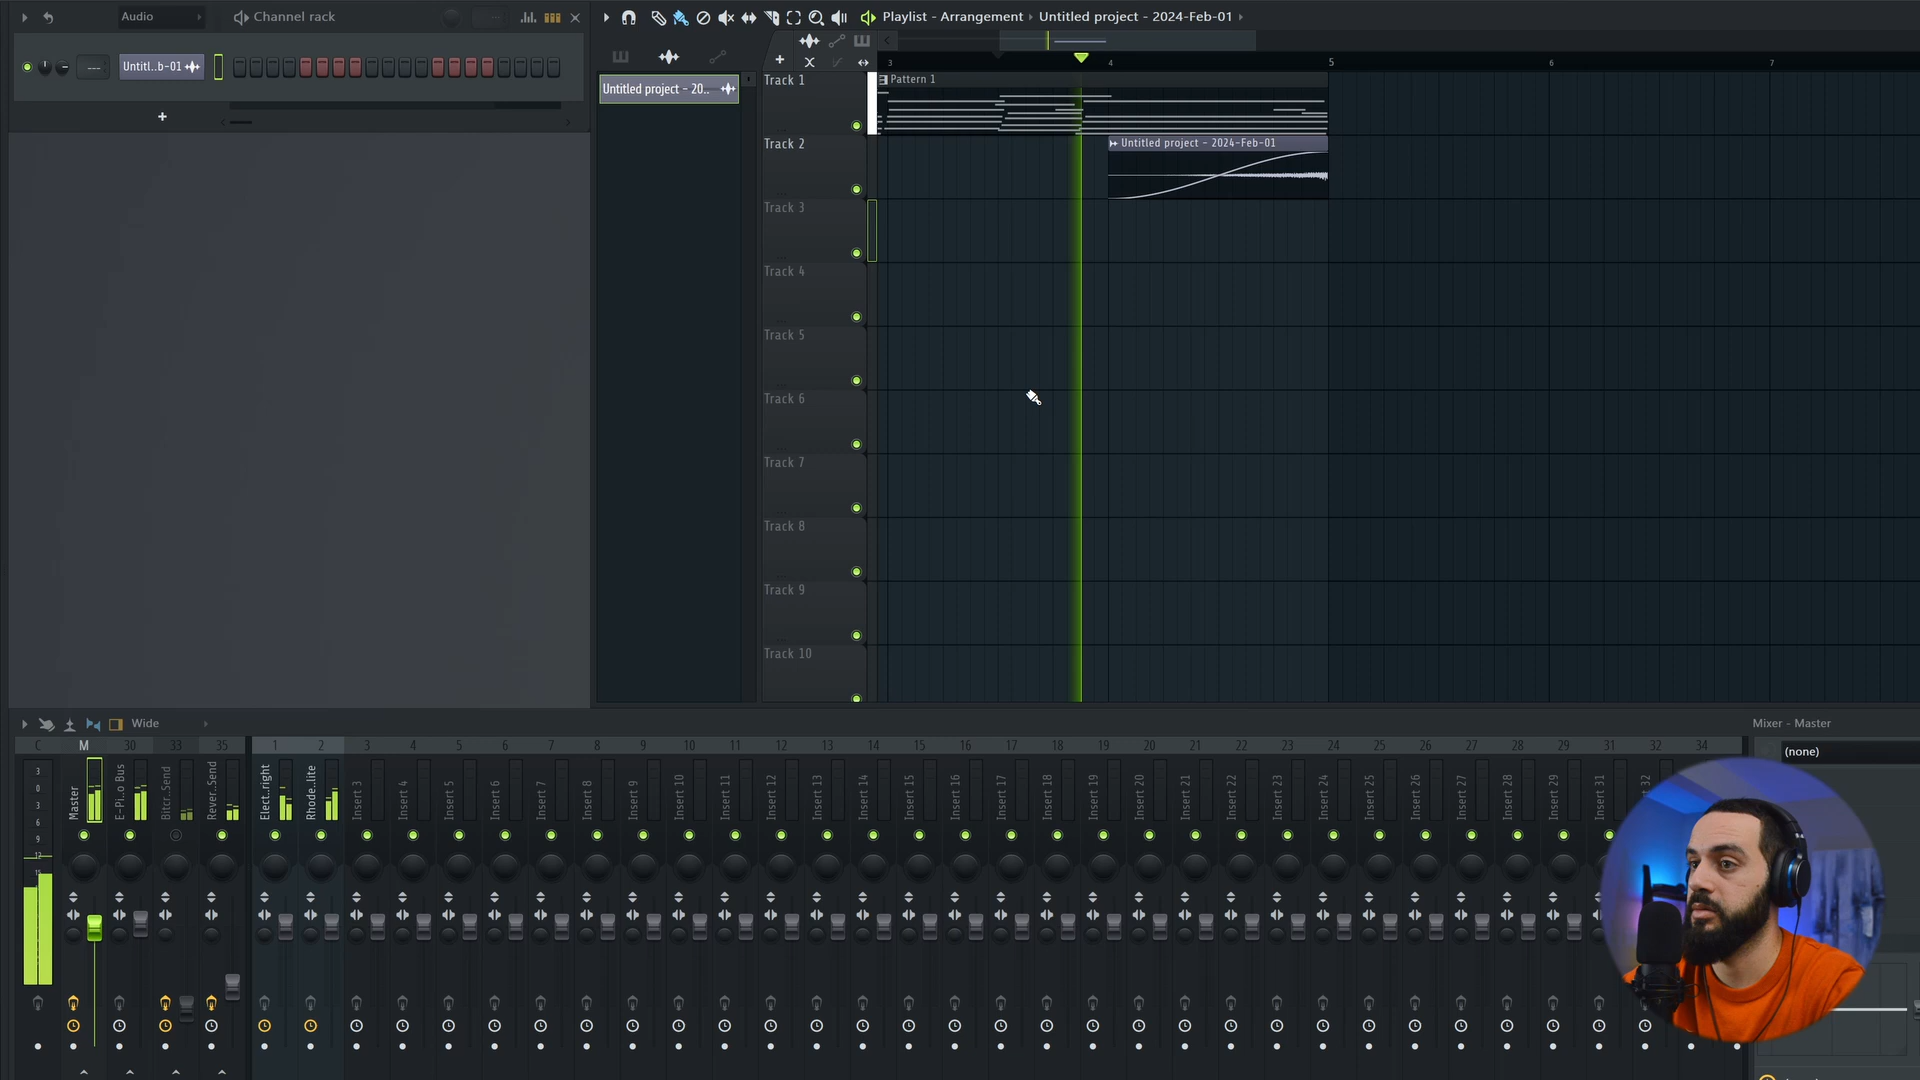 Audio
Channel rack
Playlist - Arrangement › Untitled project - 2024-Feb-01
---
Untitl..b-01
Untitled project - 20..
3 4 5 6 7
Track 1
Pattern 1
Track 2
Untitled project - 2024-Feb-01
Track 3
Track 4
Track 5
Track 6
Track 7
Track 8
Track 9
Track 10
Wide
Mixer - Master
C M 30 33 35 1 2 3 4 5 6 7 8 9 10 11 12 13 14 15 16 17 18 19 20 21 22 23 24 25 26 27 28 29 30 31 32 34
(none)
3
0
3
6
9
12
Master
E-Pi..o Bus
Bitcr..Send
Rever..Send
Elect..right
Rhode..lite
Insert 3
Insert 4
Insert 5
Insert 6
Insert 7
Insert 8
Insert 9
Insert 10
Insert 11
Insert 12
Insert 13
Insert 14
Insert 15
Insert 16
Insert 17
Insert 18
Insert 19
Insert 20
Insert 21
Insert 22
Insert 23
Insert 24
Insert 25
Insert 26
Insert 27
Insert 28
Insert 29
Insert 31
32